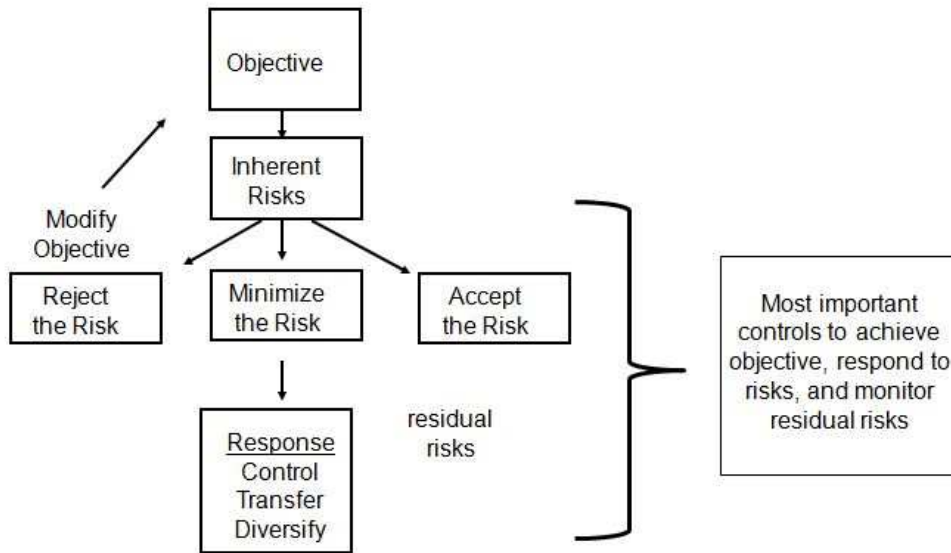 Objective
Inherent
Risks
Modify
Objective
Reject
the Risk
Minimize
the Risk
Accept
the Risk
Response
Control
Transfer
Diversify
residual
risks
Most important
controls to achieve
objective, respond to
risks, and monitor
residual risks